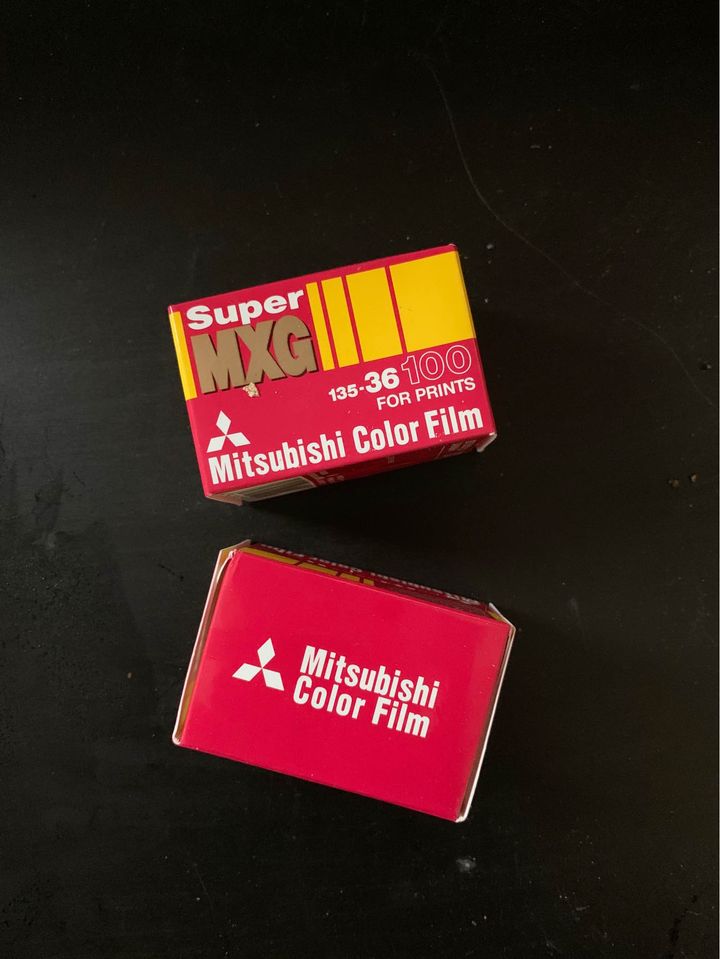 Super
MXG
135-36 100
FOR PRINTS
Mitsubishi Color Film
Mitsubishi
Color Film